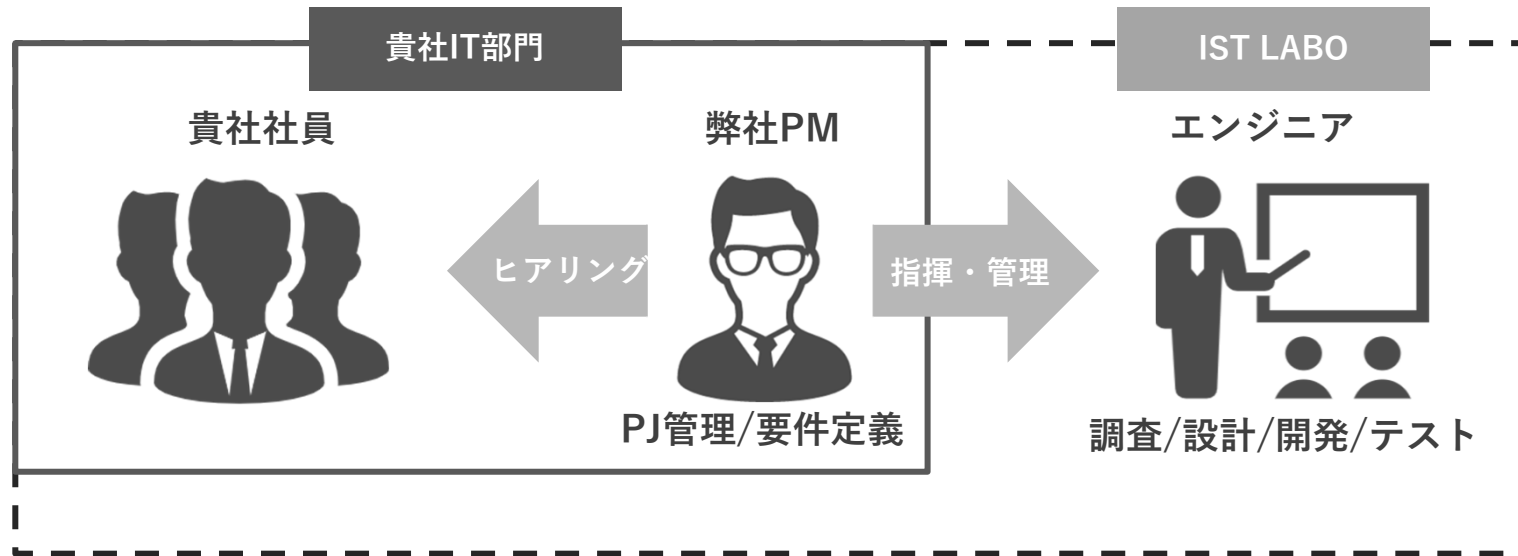 貴社IT部門
IST LABO
貴社社員
弊社PM
エンジニア
ヒアリング
指揮・管理
PJ管理/要件定義
調査/設計/開発/テスト